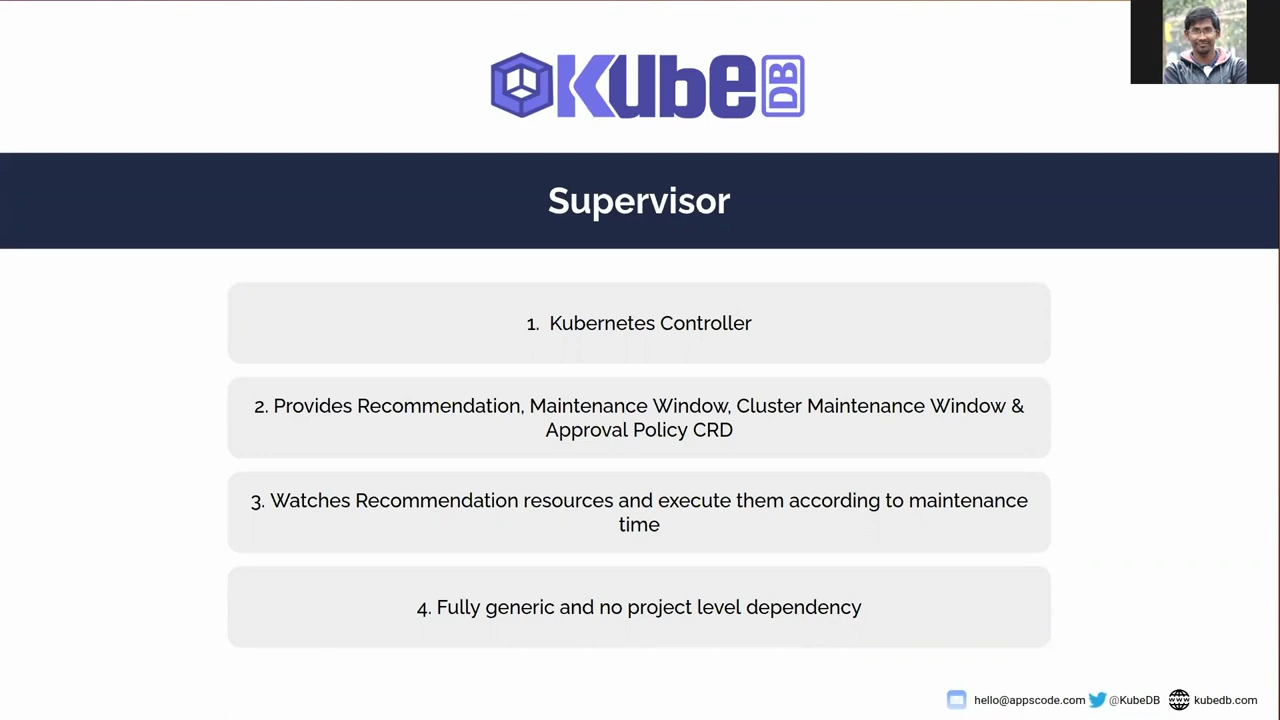 KubeDB
Supervisor
1. Kubernetes Controller
2. Provides Recommendation, Maintenance Window, Cluster Maintenance Window &
Approval Policy CRD
3. Watches Recommendation resources and execute them according to maintenance
time
4. Fully generic and no project level dependency
hello@appscode.com @KubeDB kubedb.com